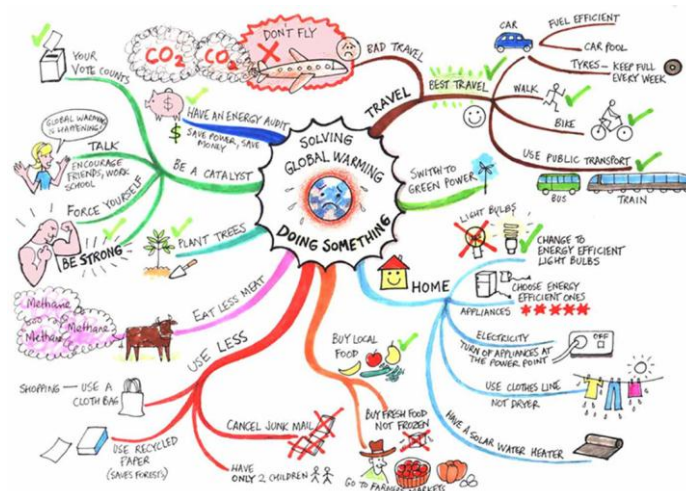 SOLVING
GLOBAL WARMING
DOING SOMETHING
TRAVEL
BAD TRAVEL
DON'T FLY
CO2
CO2
BEST TRAVEL
CAR
FUEL EFFICIENT
CAR POOL
TYRES - KEEP FULL
EVERY WEEK
WALK
BIKE
USE PUBLIC TRANSPORT
BUS
TRAIN
SWITCH TO
GREEN POWER
HOME
LIGHT BULBS
CHANGE TO
ENERGY EFFICIENT
LIGHT BULBS
APPLIANCES
CHOOSE ENERGY
EFFICIENT ONES
ELECTRICITY
TURN OF APPLIANCES AT
THE POWER POINT
USE CLOTHES LINE
NOT DRYER
HAVE A SOLAR WATER HEATER
BUY LOCAL
FOOD
BUY FRESH FOOD
NOT FROZEN
GO TO FARMERS MARKETS
USE LESS
SHOPPING - USE A
CLOTH BAG
USE RECYCLED
PAPER
(SAVES FORESTS)
CANCEL JUNK MAIL
HAVE
ONLY 2 CHILDREN
EAT LESS MEAT
Methane
Methane
Methane
PLANT TREES
BE A CATALYST
YOUR
VOTE COUNTS
TALK
ENCOURAGE
FRIENDS, WORK
SCHOOL
GLOBAL WARMING
IS HAPPENING!
FORCE YOURSELF
BE STRONG
HAVE AN ENERGY AUDIT
SAVE POWER, SAVE
MONEY
$